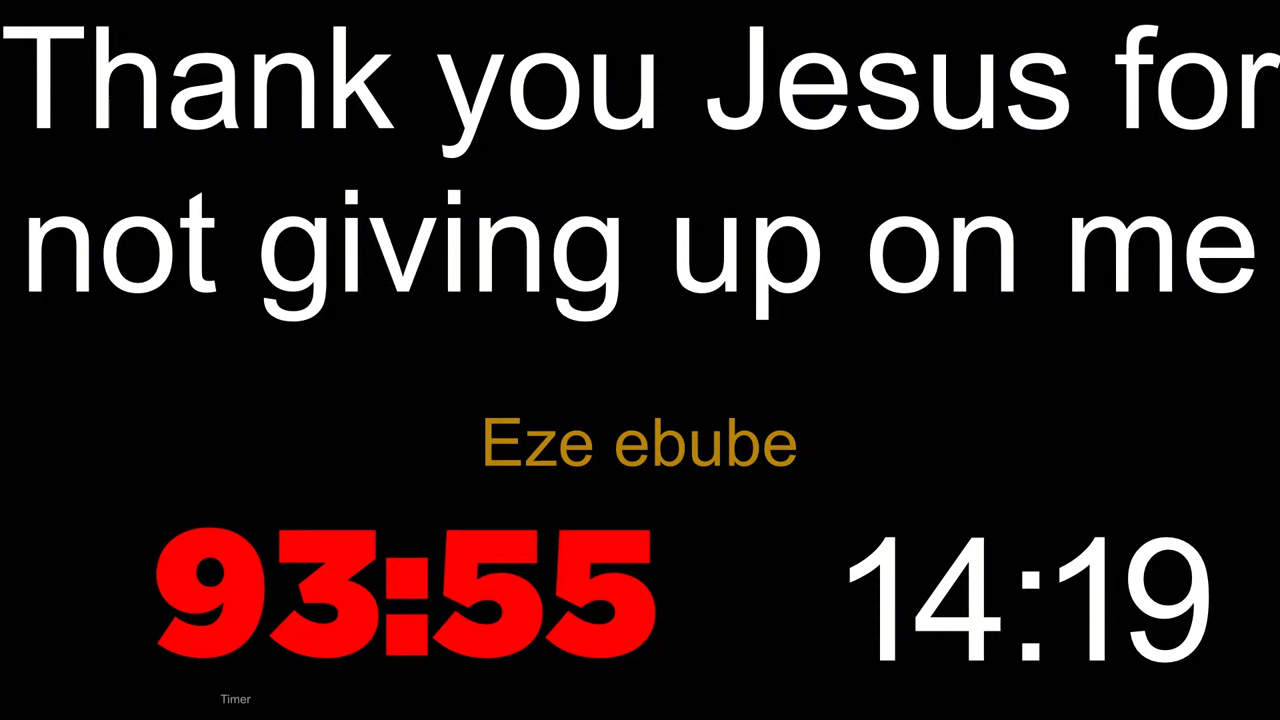 Thank you Jesus for
not giving up on me
Eze ebube
93:55
14:19
Timer